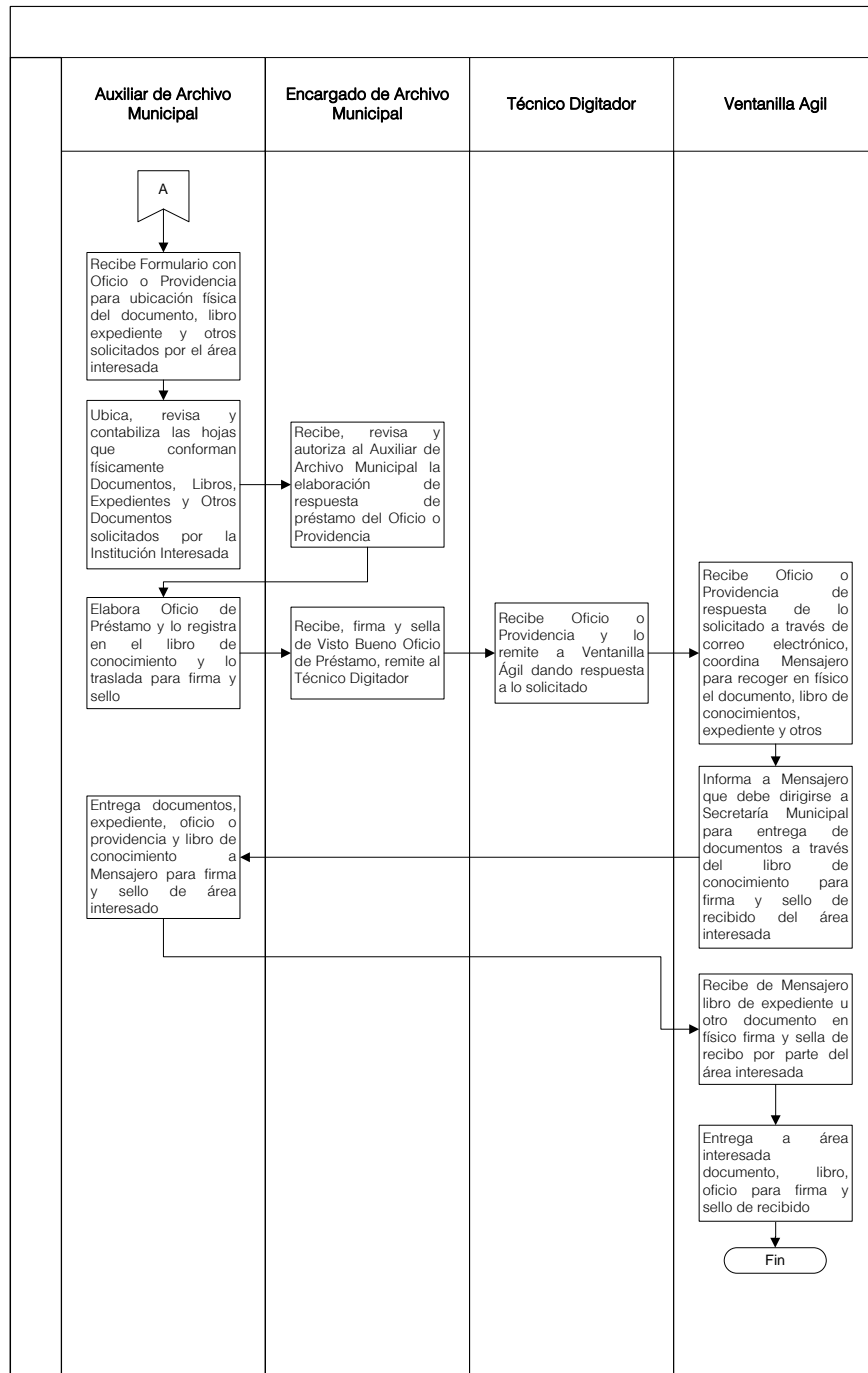 Auxiliar de Archivo
Municipal
Encargado de Archivo
Municipal
Técnico Digitador
Ventanilla Agil
A
Recibe Formulario con
Oficio o Providencia
para ubicación física
del documento, libro
expediente y otros
solicitados por el área
interesada
Ubica, revisa y
contabiliza las hojas
que conforman
físicamente
Documentos, Libros,
Expedientes y Otros
Documentos
solicitados por la
Institución Interesada
Recibe, revisa y
autoriza al Auxiliar de
Archivo Municipal la
elaboración de
respuesta de
préstamo del Oficio o
Providencia
Elabora Oficio de
Préstamo y lo registra
en el libro de
conocimiento y lo
traslada para firma y
sello
Recibe, firma y sella
de Visto Bueno Oficio
de Préstamo, remite al
Técnico Digitador
Recibe Oficio o
Providencia y lo
remite a Ventanilla
Ágil dando respuesta
a lo solicitado
Recibe Oficio o
Providencia de
respuesta de lo
solicitado a través de
correo electrónico,
coordina Mensajero
para recoger en físico
el documento, libro de
conocimientos,
expediente y otros
Informa a Mensajero
que debe dirigirse a
Secretaría Municipal
para entrega de
documentos a través
del libro de
conocimiento para
firma y sello de
recibido del área
interesada
Entrega documentos,
expediente, oficio o
providencia y libro de
conocimiento a
Mensajero para firma
y sello de área
interesado
Recibe de Mensajero
libro de expediente u
otro documento en
físico firma y sella de
recibo por parte del
área interesada
Entrega a área
interesada
documento, libro,
oficio para firma y
sello de recibido
Fin